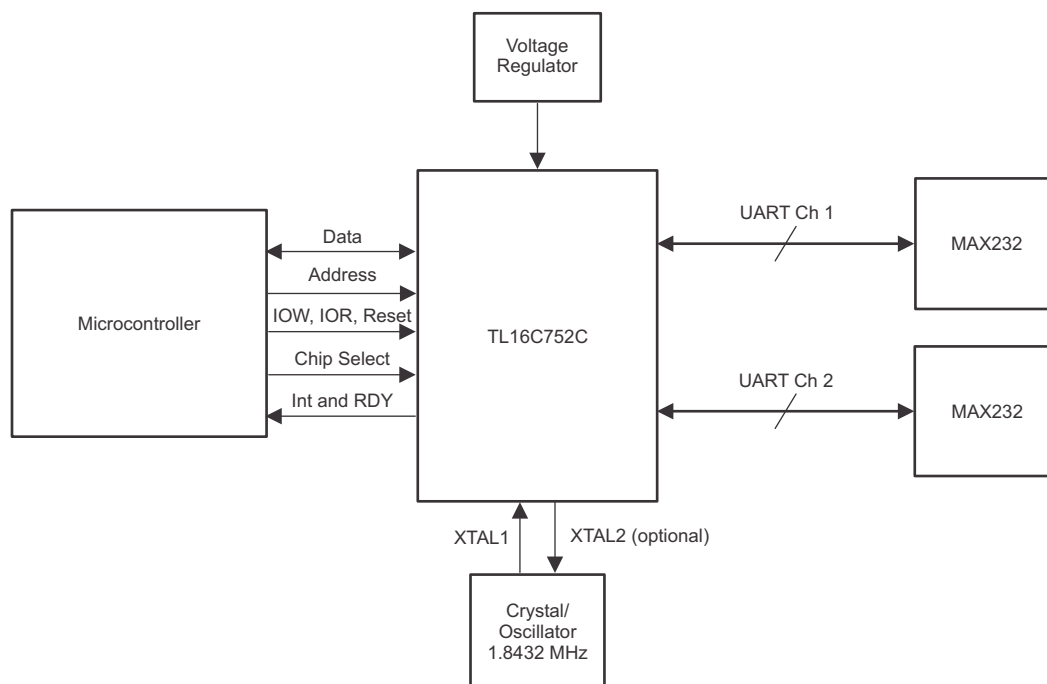 Voltage
Regulator
Microcontroller
Data
Address
IOW, IOR, Reset
Chip Select
Int and RDY
TL16C752C
UART Ch 1
MAX232
UART Ch 2
MAX232
XTAL1
XTAL2 (optional)
Crystal/
Oscillator
1.8432 MHz